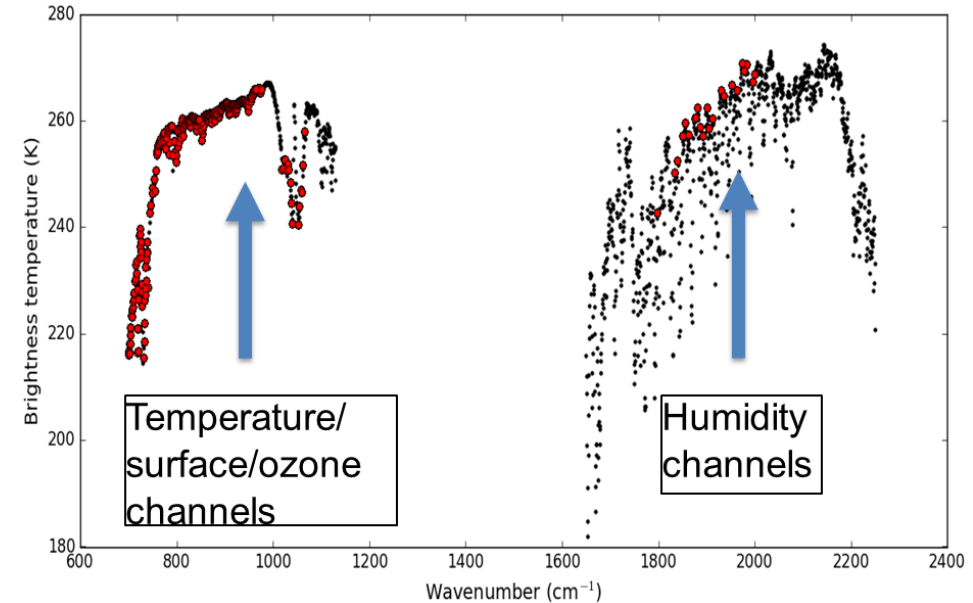 280
260
240
220
200
180
600
800
1000
1200
1400
1600
1800
2000
2200
2400
Brightness temperature (K)
Wavenumber (cm⁻¹)
Temperature/
surface/ozone
channels
Humidity
channels